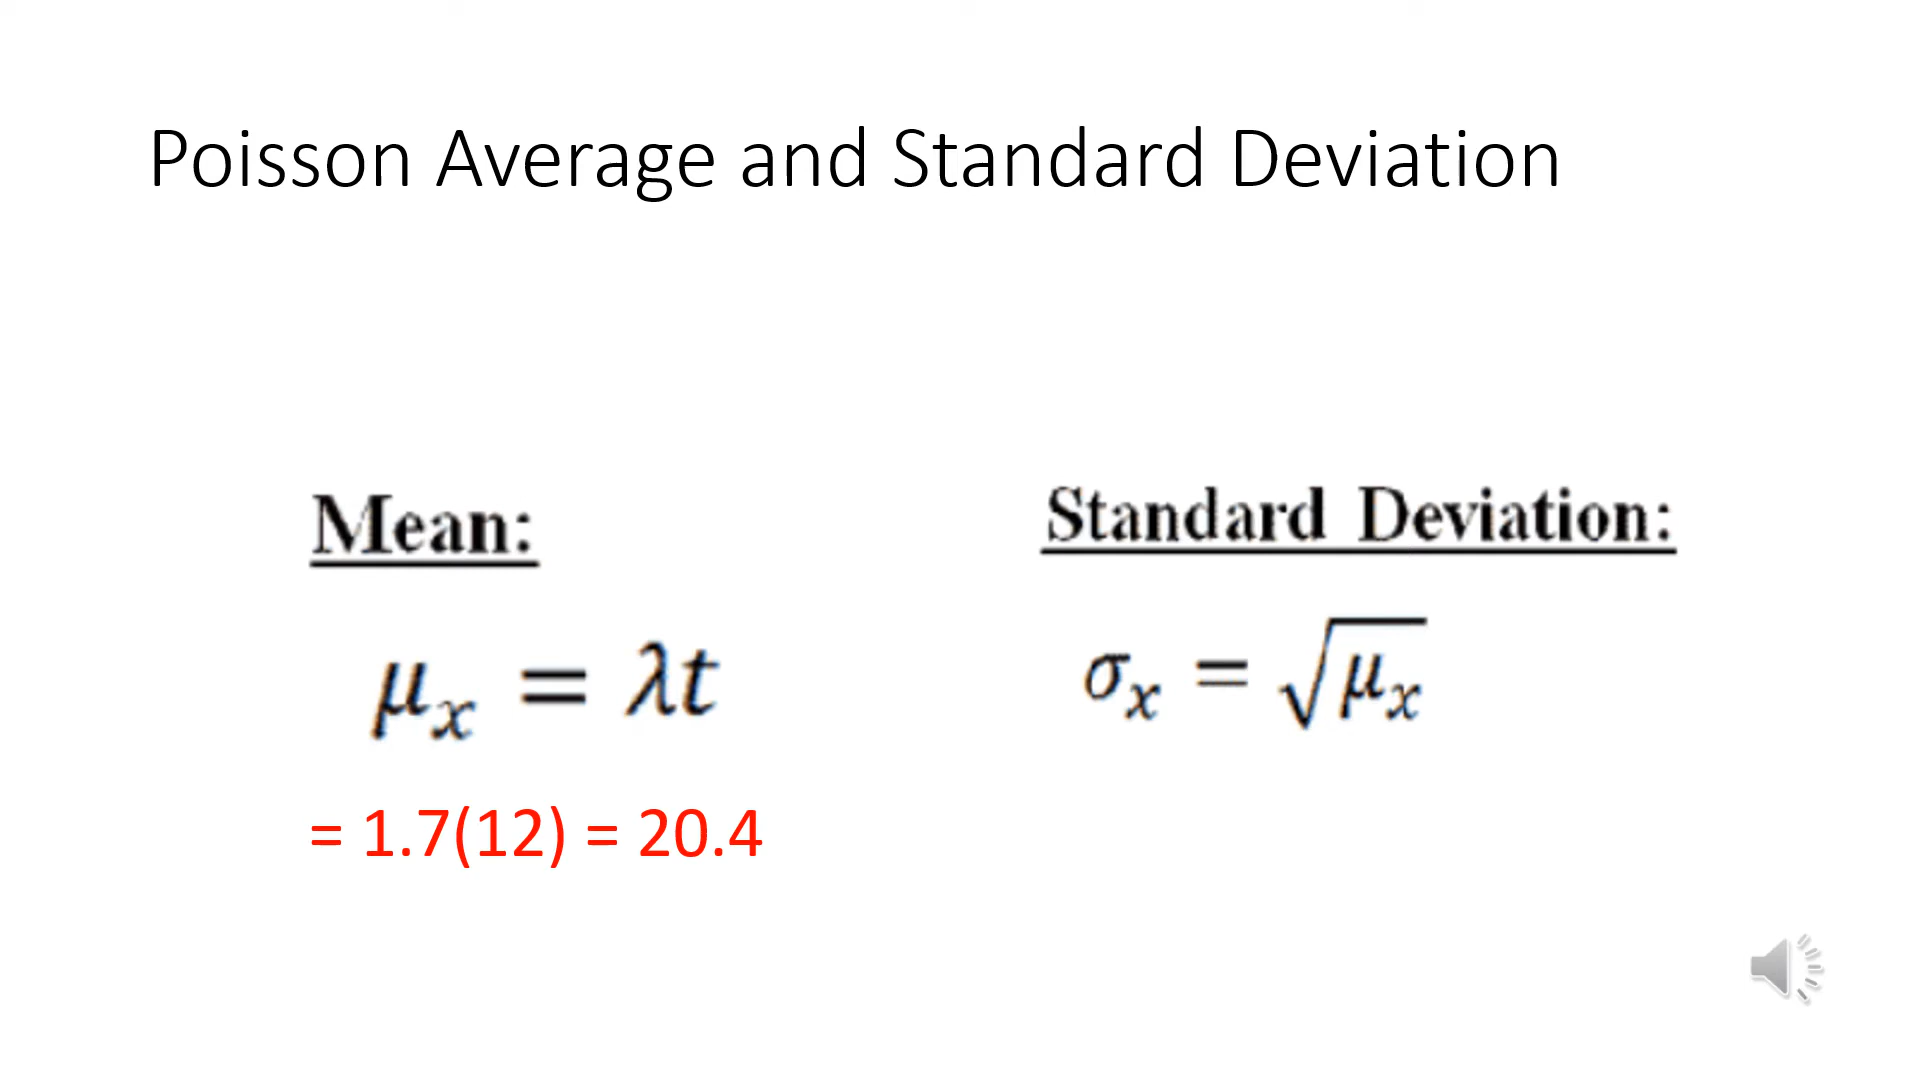 Poisson Average and Standard Deviation
Mean:
μₓ = λt
= 1.7(12) = 20.4
Standard Deviation:
σₓ = √μₓ